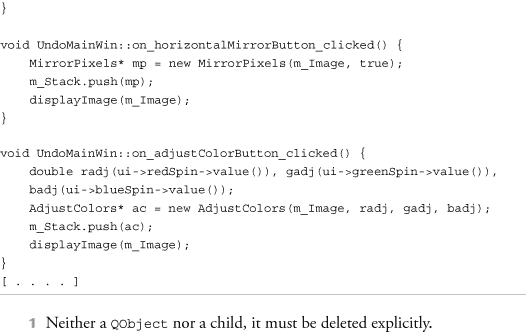 }
void UndoMainWin::on_horizontalMirrorButton_clicked() {
    MirrorPixels* mp = new MirrorPixels(m_Image, true);
    m_Stack.push(mp);
    displayImage(m_Image);
}
void UndoMainWin::on_adjustColorButton_clicked() {
    double radj(ui->redSpin->value()), gadj(ui->greenSpin->value()),
    badj(ui->blueSpin->value());
    AdjustColors* ac = new AdjustColors(m_Image, radj, gadj, badj);
    m_Stack.push(ac);
    displayImage(m_Image);
}
[ . . . . ]
1 Neither a QObject nor a child, it must be deleted explicitly.